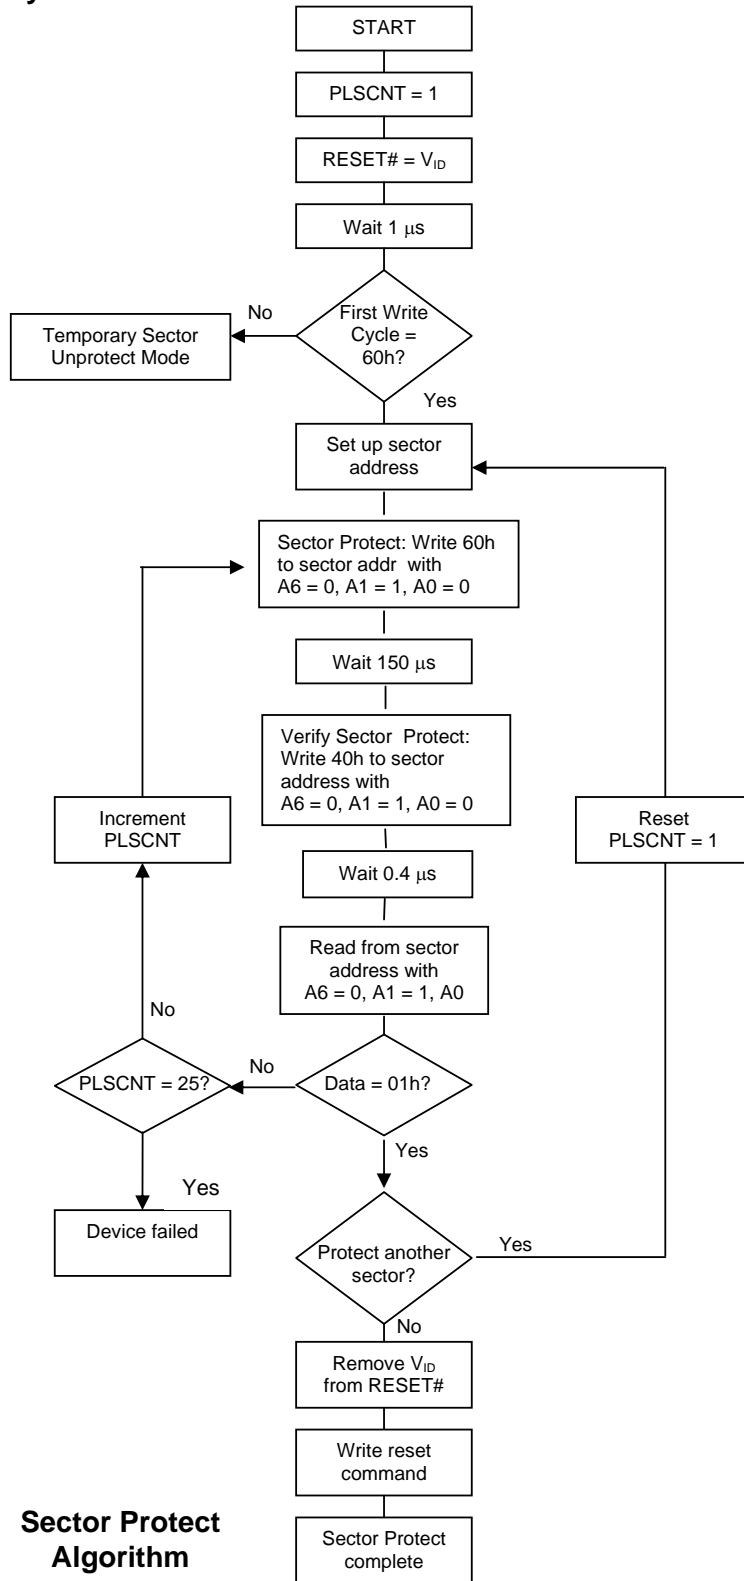 START
PLSCNT = 1
RESET# = VID
Wait 1 μs
First Write
Cycle =
60h?
No
Temporary Sector
Unprotect Mode
Yes
Set up sector
address
Sector Protect: Write 60h
to sector addr with
A6 = 0, A1 = 1, A0 = 0
Wait 150 μs
Verify Sector Protect:
Write 40h to sector
address with
A6 = 0, A1 = 1, A0 = 0
Increment
PLSCNT
Reset
PLSCNT = 1
Wait 0.4 μs
Read from sector
address with
A6 = 0, A1 = 1, A0
No
PLSCNT = 25?
No
Data = 01h?
Yes
Yes
Device failed
Protect another
sector?
Yes
No
Remove VID
from RESET#
Write reset
command
Sector Protect
complete
Sector Protect
Algorithm